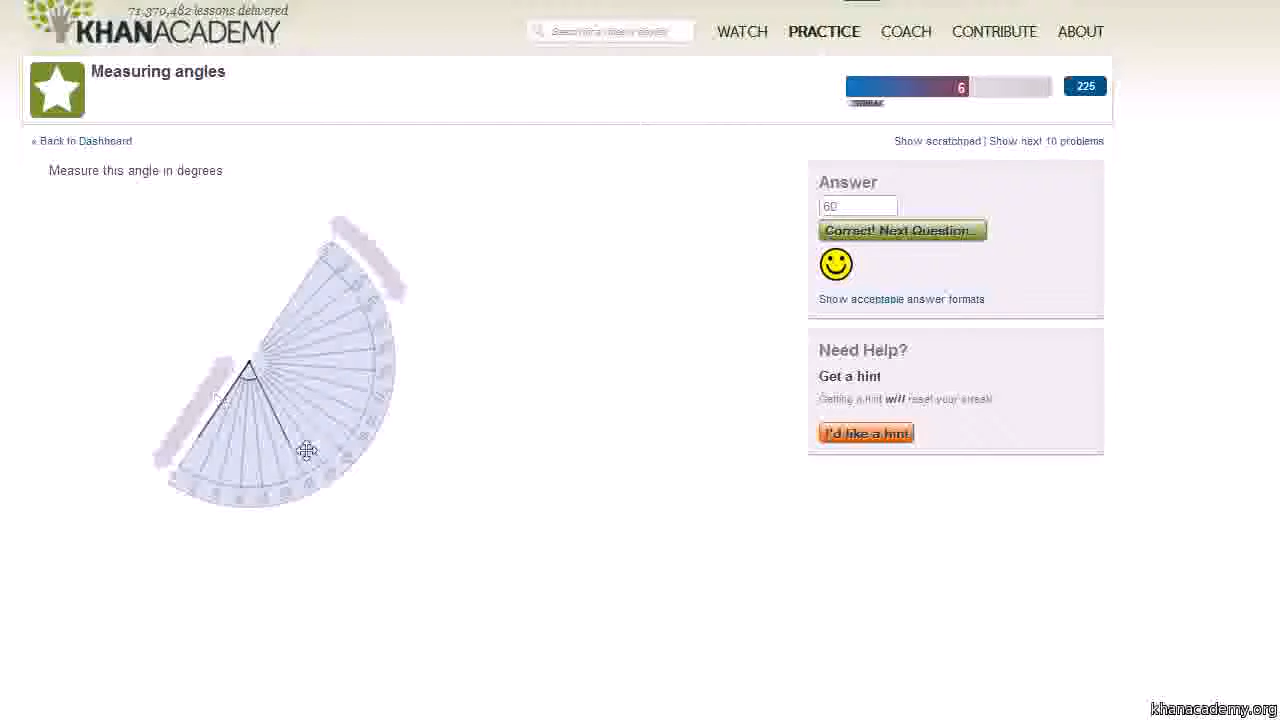 71,370,482 lessons delivered
KHANACADEMY
WATCH PRACTICE COACH CONTRIBUTE ABOUT
Measuring angles
6
225
« Back to Dashboard
Show scratchpad | Show next 10 problems
Measure this angle in degrees
Answer
60
Correct! Next Question...
Show acceptable answer formats
Need Help?
Get a hint
Getting a hint will reset your streak!
I'd like a hint
khanacademy.org